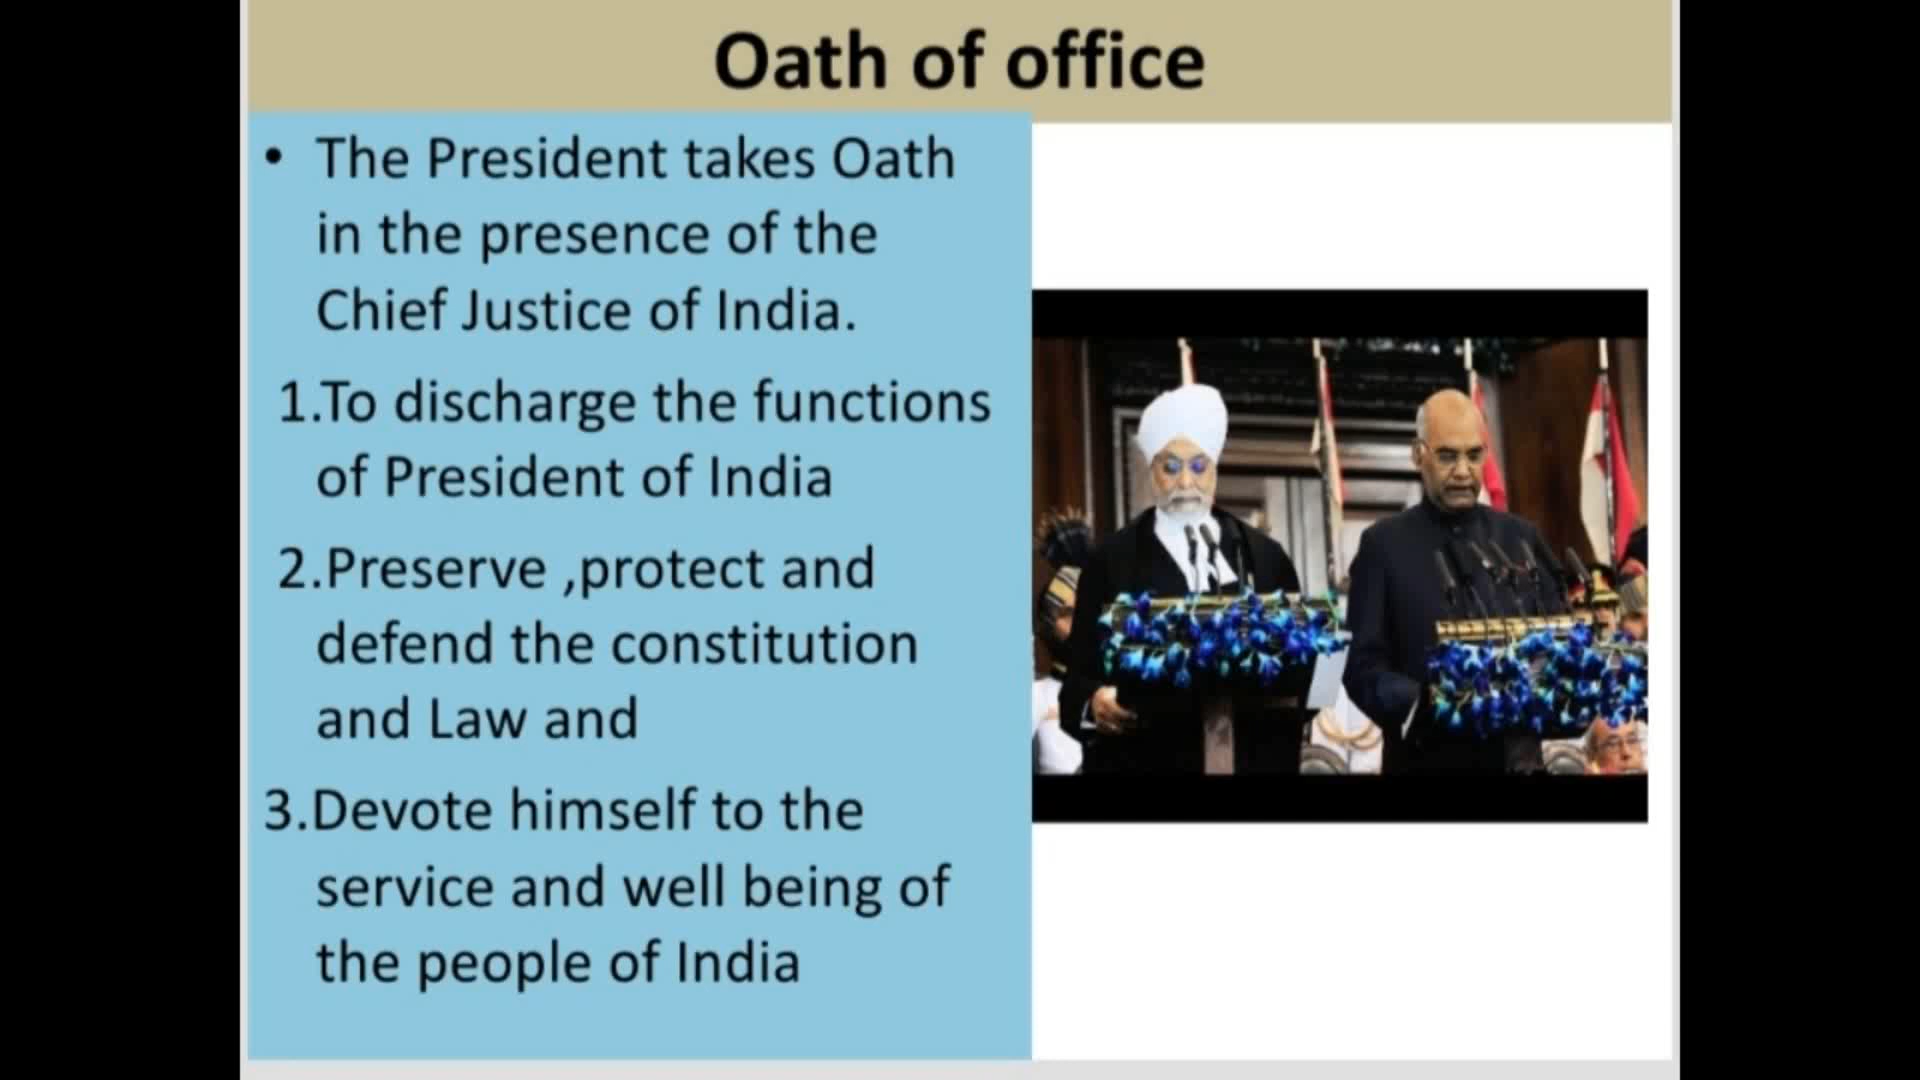 Oath of office
• The President takes Oath
in the presence of the
Chief Justice of India.
1.To discharge the functions
of President of India
2.Preserve ,protect and
defend the constitution
and Law and
3.Devote himself to the
service and well being of
the people of India